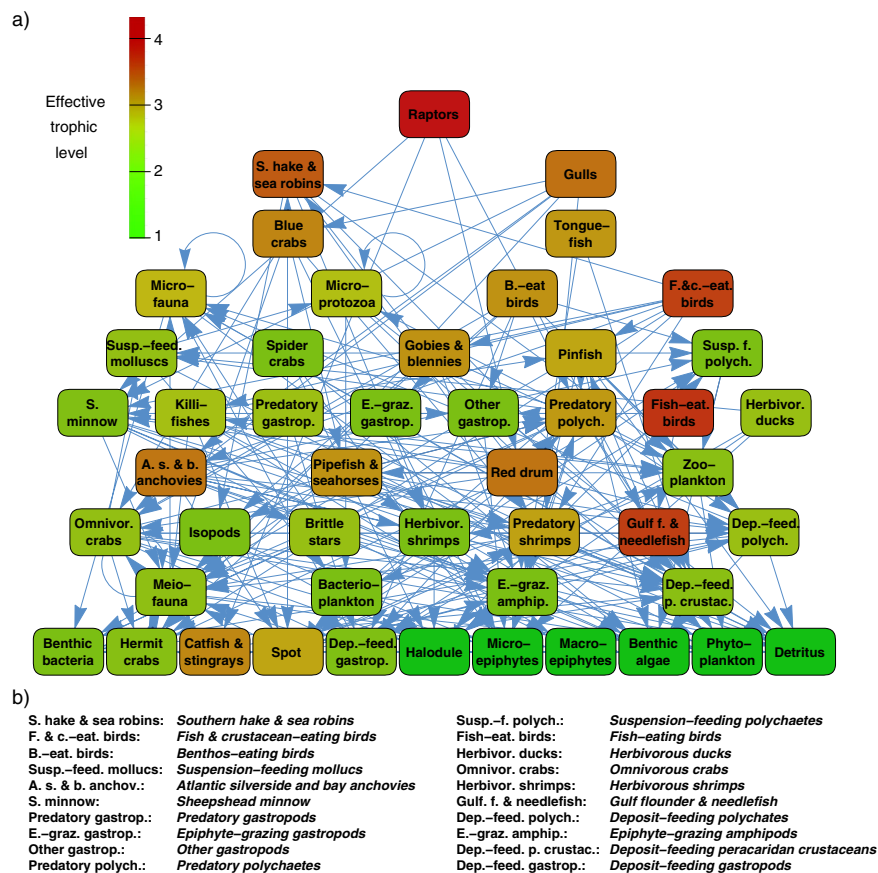 a)
Effective
trophic
level
4
3
2
1
Raptors
S. hake &
sea robins
Gulls
Blue
crabs
Tongue–
fish
Micro–
fauna
Micro–
protozoa
B.–eat
birds
F.&c.–eat.
birds
Susp.–feed.
molluscs
Spider
crabs
Gobies &
blennies
Pinfish
Susp. f.
polych.
S.
minnow
Killi–
fishes
Predatory
gastrop.
E.–graz.
gastrop.
Other
gastrop.
Predatory
polych.
Fish–eat.
birds
Herbivor.
ducks
A. s. & b.
anchovies
Pipefish &
seahorses
Red drum
Zoo–
plankton
Omnivor.
crabs
Isopods
Brittle
stars
Herbivor.
shrimps
Predatory
shrimps
Gulf f. &
needlefish
Dep.–feed.
polych.
Meio–
fauna
Bacterio–
plankton
E.–graz.
amphip.
Dep.–feed.
p. crustac.
Benthic
bacteria
Hermit
crabs
Catfish &
stingrays
Spot
Dep.–feed.
gastrop.
Halodule
Micro–
epiphytes
Macro–
epiphytes
Benthic
algae
Phyto–
plankton
Detritus
b)
S. hake & sea robins: Southern hake & sea robins
F. & c.–eat. birds: Fish & crustacean–eating birds
B.–eat. birds: Benthos–eating birds
Susp.–feed. mollucs: Suspension–feeding mollucs
A. s. & b. anchov.: Atlantic silverside and bay anchovies
S. minnow: Sheepshead minnow
Predatory gastrop.: Predatory gastropods
E.–graz. gastrop.: Epiphyte–grazing gastropods
Other gastrop.: Other gastropods
Predatory polych.: Predatory polychaetes
Susp.–f. polych.: Suspension–feeding polychaetes
Fish–eat. birds: Fish–eating birds
Herbivor. ducks: Herbivorous ducks
Omnivor. crabs: Omnivorous crabs
Herbivor. shrimps: Herbivorous shrimps
Gulf. f. & needlefish: Gulf flounder & needlefish
Dep.–feed. polych.: Deposit–feeding polychates
E.–graz. amphip.: Epiphyte–grazing amphipods
Dep.–feed. p. crustac.: Deposit–feeding peracaridan crustaceans
Dep.–feed. gastrop.: Deposit–feeding gastropods